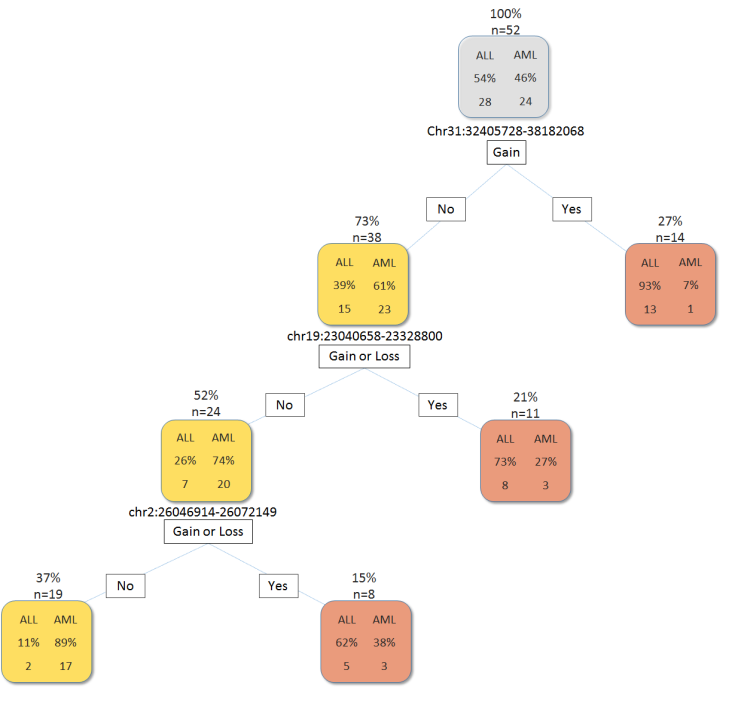 100%
n=52
ALL AML
54% 46%
28 24
Chr31:32405728-38182068
Gain
No Yes
73%
n=38
ALL AML
39% 61%
15 23
27%
n=14
ALL AML
93% 7%
13 1
chr19:23040658-23328800
Gain or Loss
No Yes
52%
n=24
ALL AML
26% 74%
7 20
21%
n=11
ALL AML
73% 27%
8 3
chr2:26046914-26072149
Gain or Loss
No Yes
37%
n=19
ALL AML
11% 89%
2 17
15%
n=8
ALL AML
62% 38%
5 3